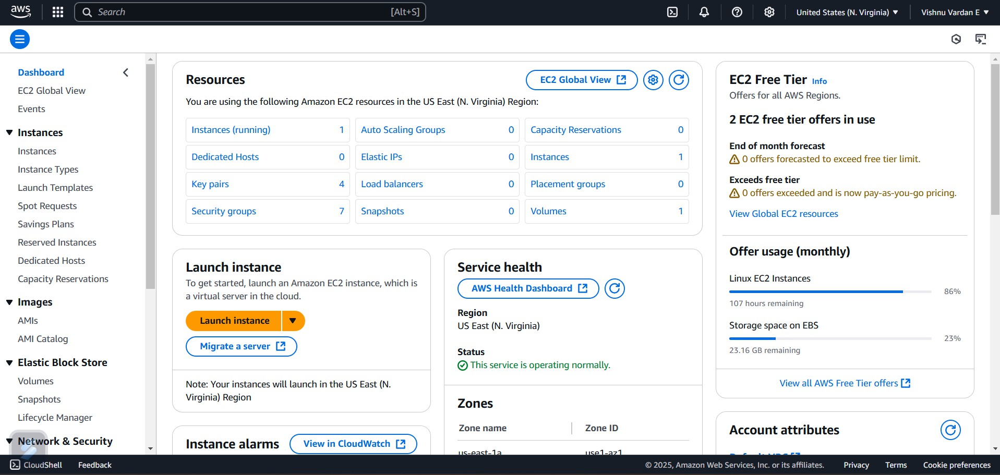 aws
Search [Alt+S]
United States (N. Virginia)
Vishnu Vardan E
Dashboard
EC2 Global View
Events
Instances
Instances
Instance Types
Launch Templates
Spot Requests
Savings Plans
Reserved Instances
Dedicated Hosts
Capacity Reservations
Images
AMIs
AMI Catalog
Elastic Block Store
Volumes
Snapshots
Lifecycle Manager
Network & Security
Resources
EC2 Global View
You are using the following Amazon EC2 resources in the US East (N. Virginia) Region:
Instances (running) 1
Auto Scaling Groups 0
Capacity Reservations 0
Dedicated Hosts 0
Elastic IPs 0
Instances 1
Key pairs 4
Load balancers 0
Placement groups 0
Security groups 7
Snapshots 0
Volumes 1
Launch instance
To get started, launch an Amazon EC2 instance, which is
a virtual server in the cloud.
Launch instance
Migrate a server
Note: Your instances will launch in the US East (N.
Virginia) Region
Instance alarms
View in CloudWatch
Service health
AWS Health Dashboard
Region
US East (N. Virginia)
Status
This service is operating normally.
Zones
Zone name Zone ID
us-east-1a use1-az1
EC2 Free Tier Info
Offers for all AWS Regions.
2 EC2 free tier offers in use
End of month forecast
0 offers forecasted to exceed free tier limit.
Exceeds free tier
0 offers exceeded and is now pay-as-you-go pricing.
View Global EC2 resources
Offer usage (monthly)
Linux EC2 Instances
86%
107 hours remaining
Storage space on EBS
23%
23.16 GB remaining
View all AWS Free Tier offers
Account attributes
Default VPC
CloudShell
Feedback
© 2025, Amazon Web Services, Inc. or its affiliates.
Privacy
Terms
Cookie preferences